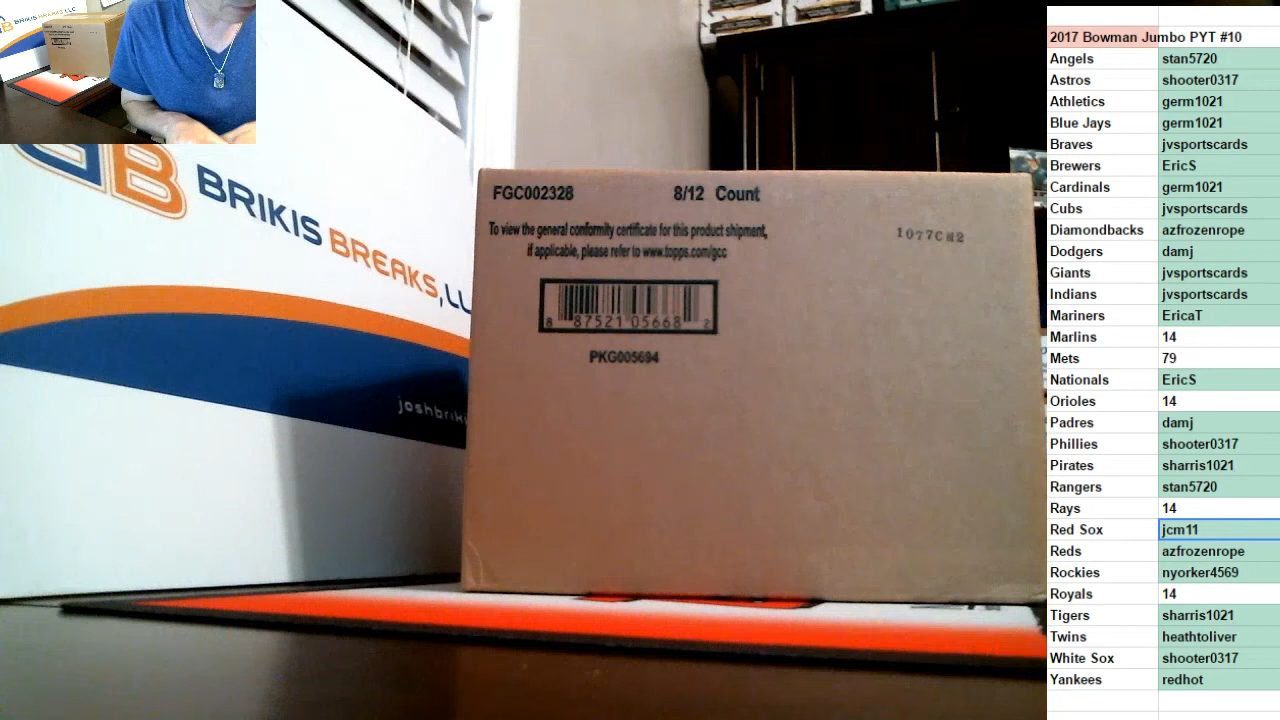 BRIKIS BREAKS, LL
joshbriki
FGC002328 8/12 Count
To view the general conformity certificate for this product shipment,
if applicable, please refer to www.topps.com/gcc
1077CH2
8 87521 05668 2
PKG005694
2017 Bowman Jumbo PYT #10
Angels stan5720
Astros shooter0317
Athletics germ1021
Blue Jays germ1021
Braves jvsportscards
Brewers EricS
Cardinals germ1021
Cubs jvsportscards
Diamondbacks azfrozenrope
Dodgers damj
Giants jvsportscards
Indians jvsportscards
Mariners EricaT
Marlins 14
Mets 79
Nationals EricS
Orioles 14
Padres damj
Phillies shooter0317
Pirates sharris1021
Rangers stan5720
Rays 14
Red Sox jcm11
Reds azfrozenrope
Rockies nyorker4569
Royals 14
Tigers sharris1021
Twins heathtoliver
White Sox shooter0317
Yankees redhot